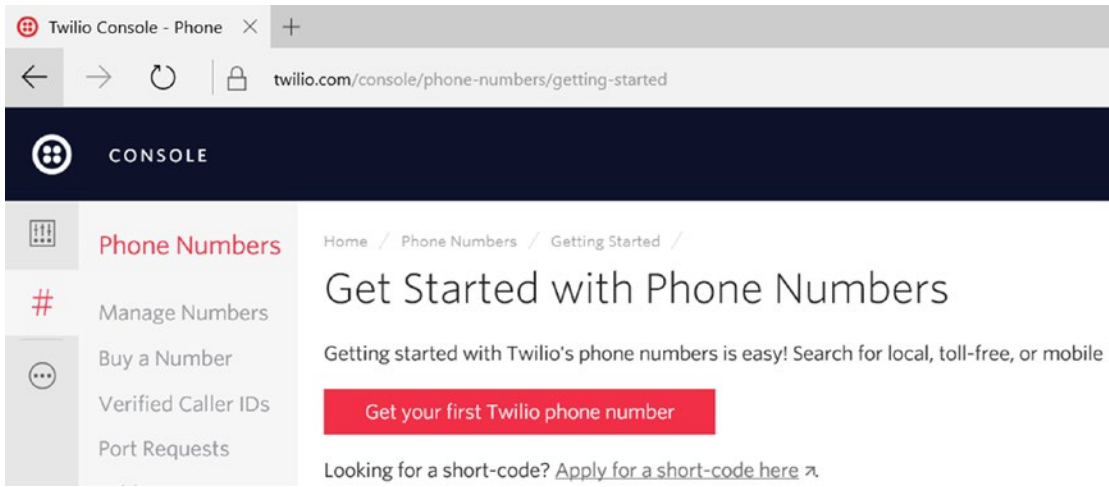 Twilio Console - Phone
twilio.com/console/phone-numbers/getting-started
CONSOLE
Phone Numbers
Manage Numbers
Buy a Number
Verified Caller IDs
Port Requests
Home / Phone Numbers / Getting Started /
Get Started with Phone Numbers
Getting started with Twilio's phone numbers is easy! Search for local, toll-free, or mobile
Get your first Twilio phone number
Looking for a short-code? Apply for a short-code here